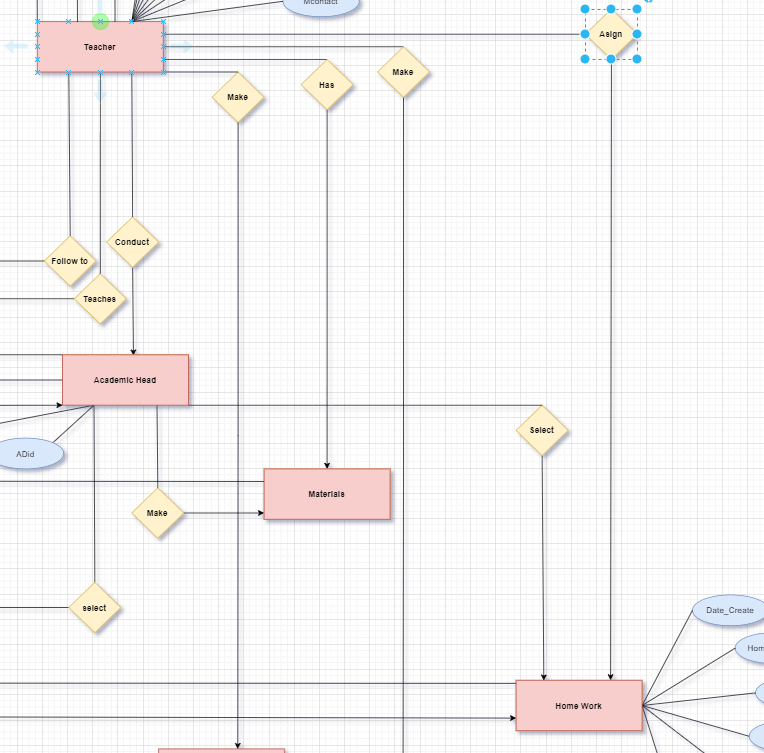 Mcontact
Asign
Teacher
Make
Has
Make
Conduct
Follow to
Teaches
Academic Head
Select
ADid
Materials
Make
select
Date_Create
Hom
Home Work